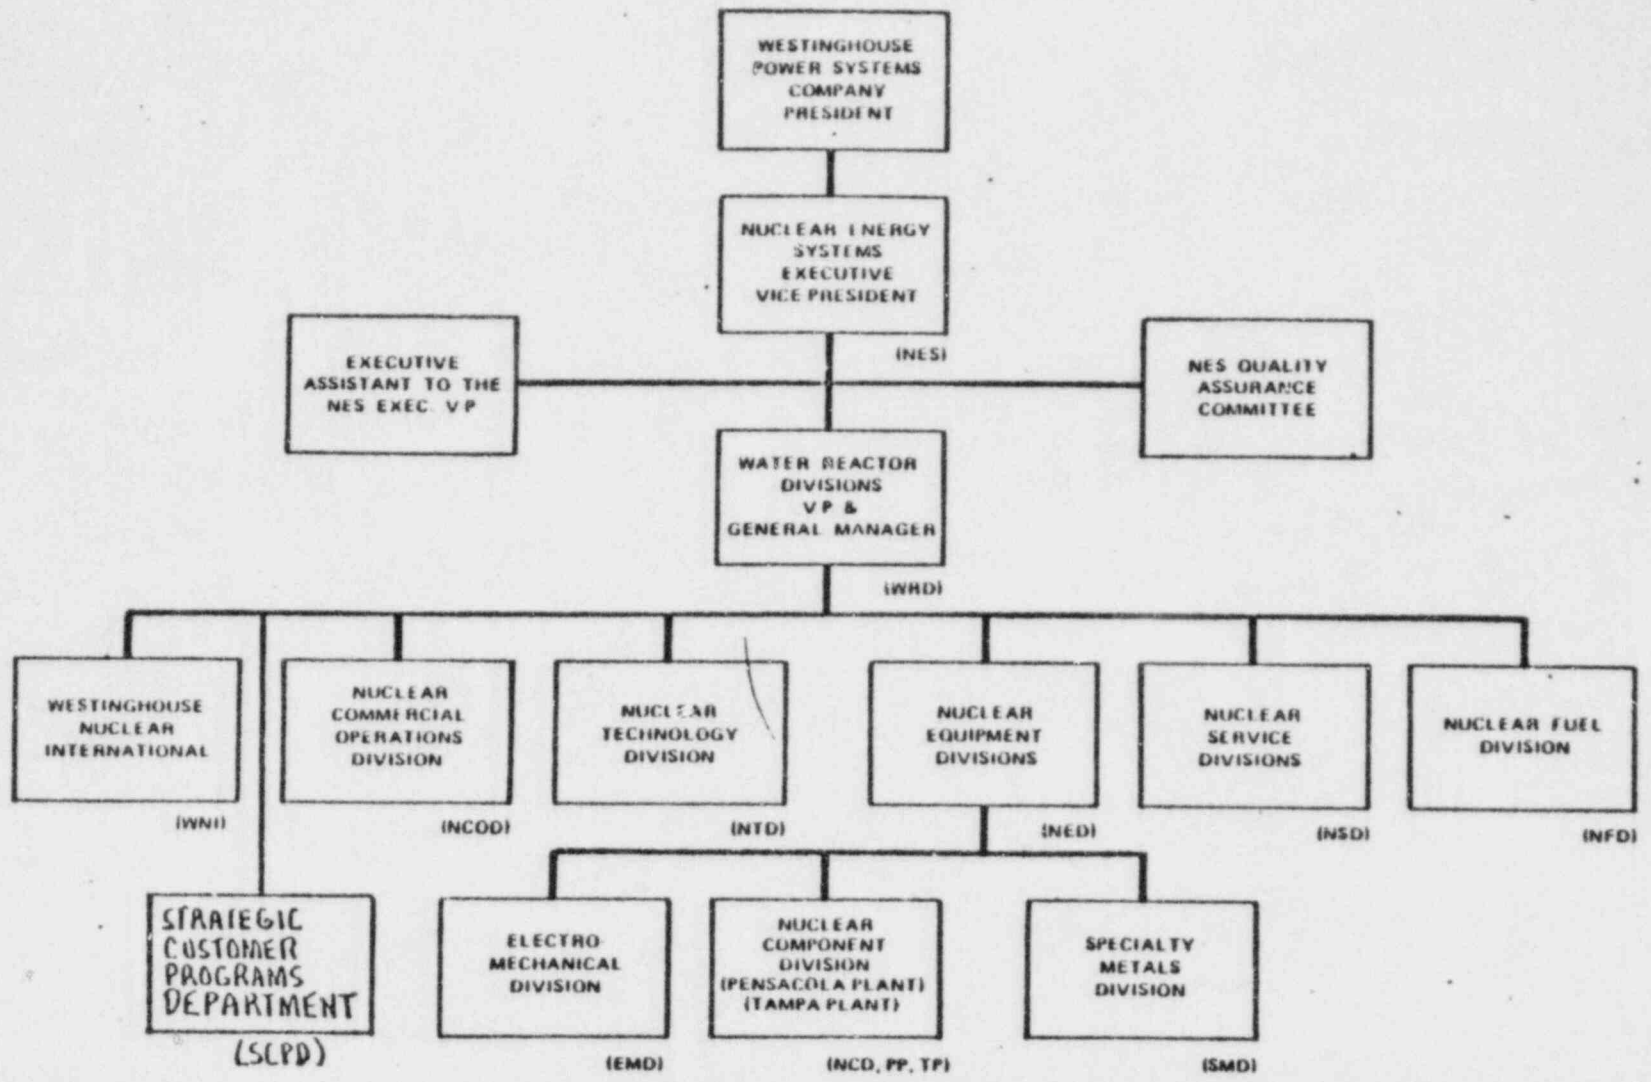 WESTINGHOUSE
POWER SYSTEMS
COMPANY
PRESIDENT
NUCLEAR ENERGY
SYSTEMS
EXECUTIVE
VICE PRESIDENT
(NES)
EXECUTIVE
ASSISTANT TO THE
NES EXEC. V P
NES QUALITY
ASSURANCE
COMMITTEE
WATER REACTOR
DIVISIONS
V P &
GENERAL MANAGER
(WRD)
WESTINGHOUSE
NUCLEAR
INTERNATIONAL
(WNI)
NUCLEAR
COMMERCIAL
OPERATIONS
DIVISION
(NCOD)
NUCLEAR
TECHNOLOGY
DIVISION
(NTD)
NUCLEAR
EQUIPMENT
DIVISIONS
(NED)
NUCLEAR
SERVICE
DIVISIONS
(NSD)
NUCLEAR FUEL
DIVISION
(NFD)
STRATEGIC
CUSTOMER
PROGRAMS
DEPARTMENT
(SCPD)
ELECTRO
MECHANICAL
DIVISION
(EMD)
NUCLEAR
COMPONENT
DIVISION
(PENSACOLA PLANT)
(TAMPA PLANT)
(NCD, PP, TP)
SPECIALTY
METALS
DIVISION
(SMD)